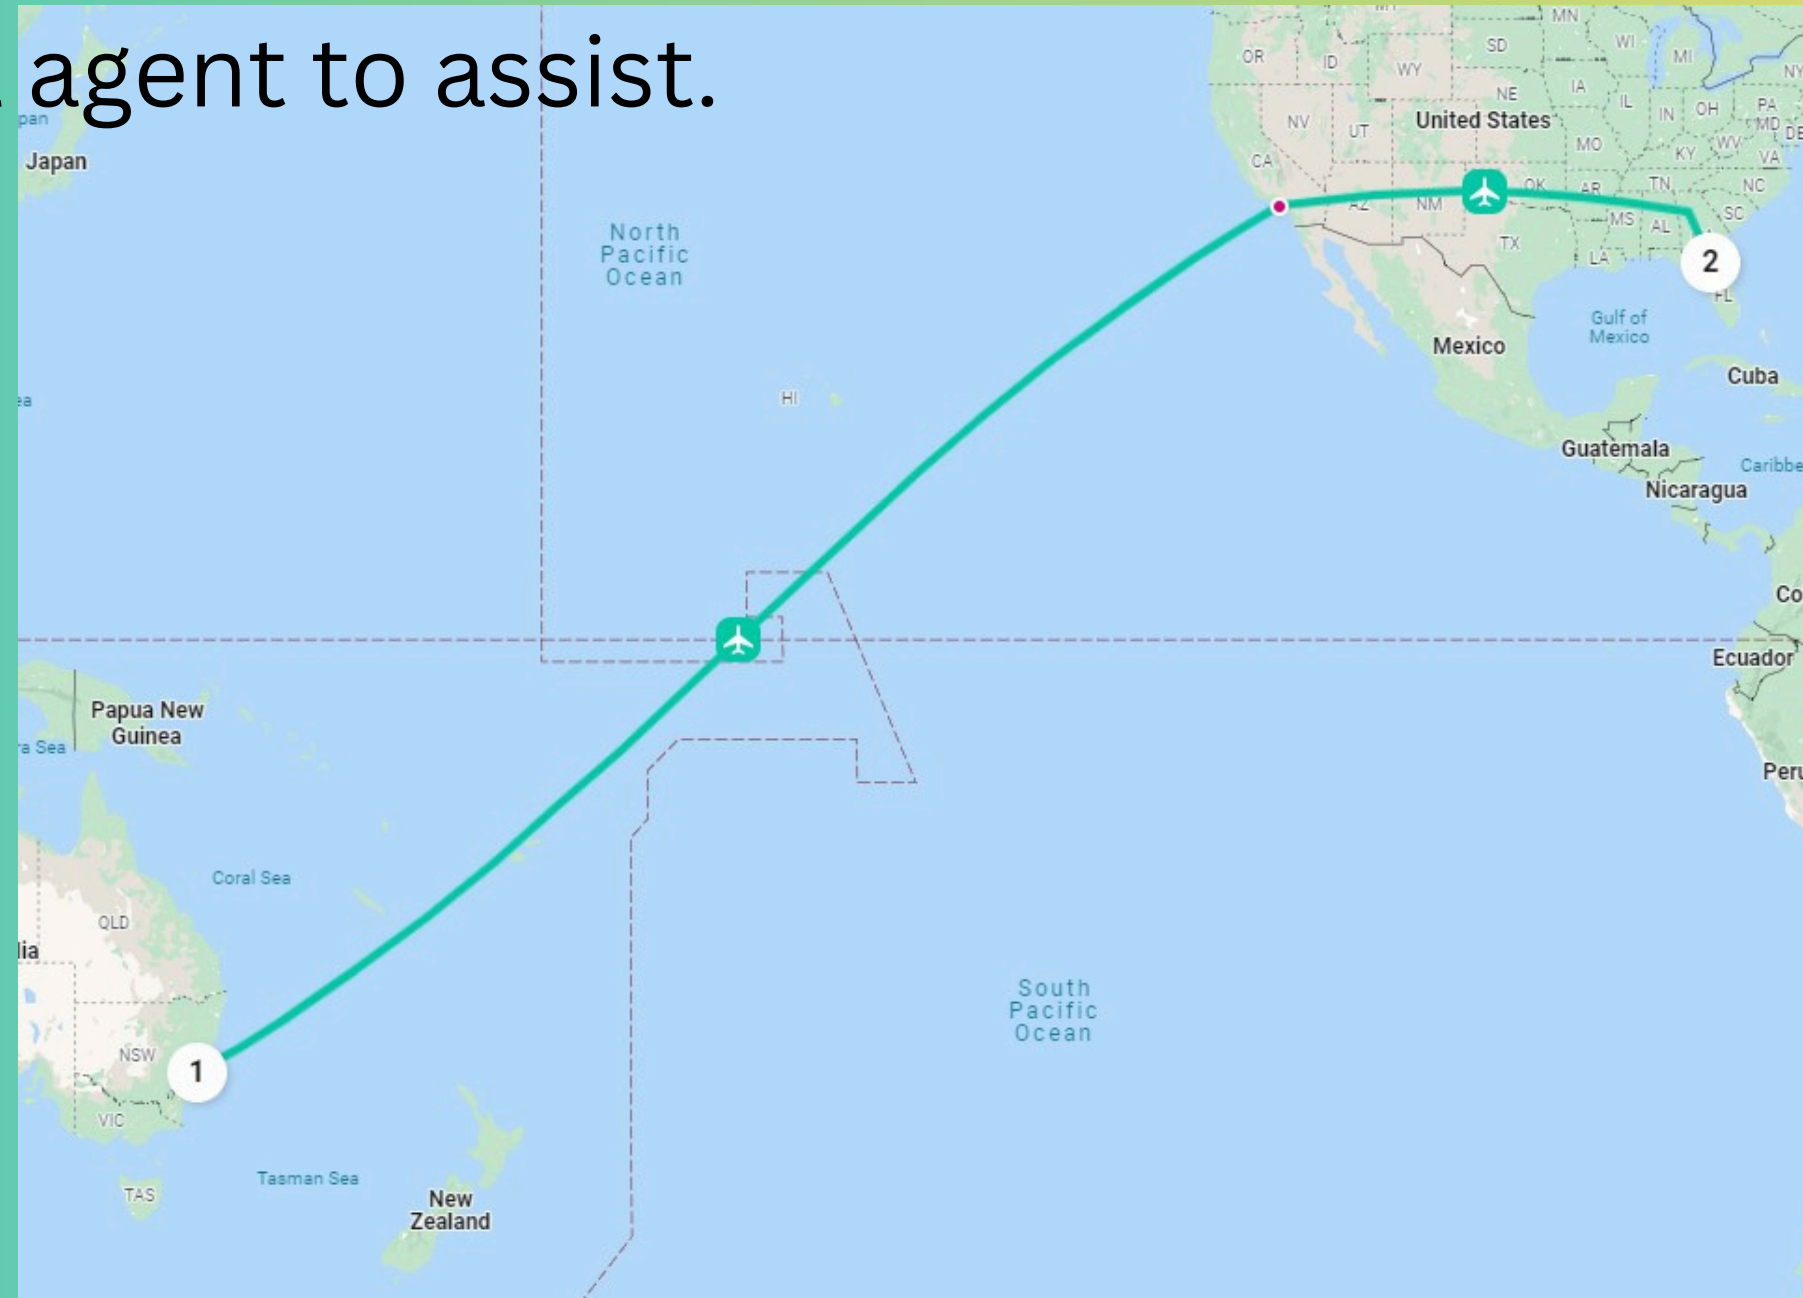 agent to assist.
MN
OR
ID
SD
WI
MI
WY
NY
NE
IA
IL
IN
OH
PA
MD
DE
NV
UT
United States
MO
KY
WV
VA
Japan
CA
OK
AR
TN
NC
AZ
NM
MS
AL
SC
TX
LA
2
FL
North
Pacific
Ocean
Gulf of
Mexico
Mexico
Cuba
HI
Guatemala
Caribbe
Nicaragua
Co
Ecuador
Papua New
Guinea
ra Sea
Peru
Coral Sea
QLD
lia
South
Pacific
Ocean
NSW
1
VIC
Tasman Sea
TAS
New
Zealand